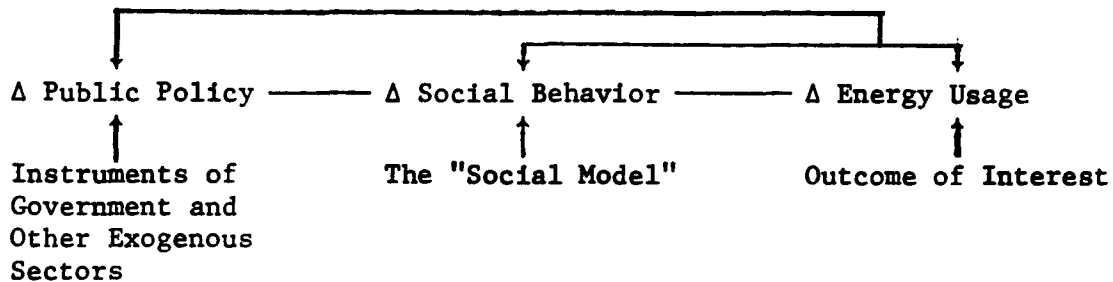 Δ Public Policy Δ Social Behavior Δ Energy Usage
Instruments of The "Social Model" Outcome of Interest
Government and
Other Exogenous
Sectors